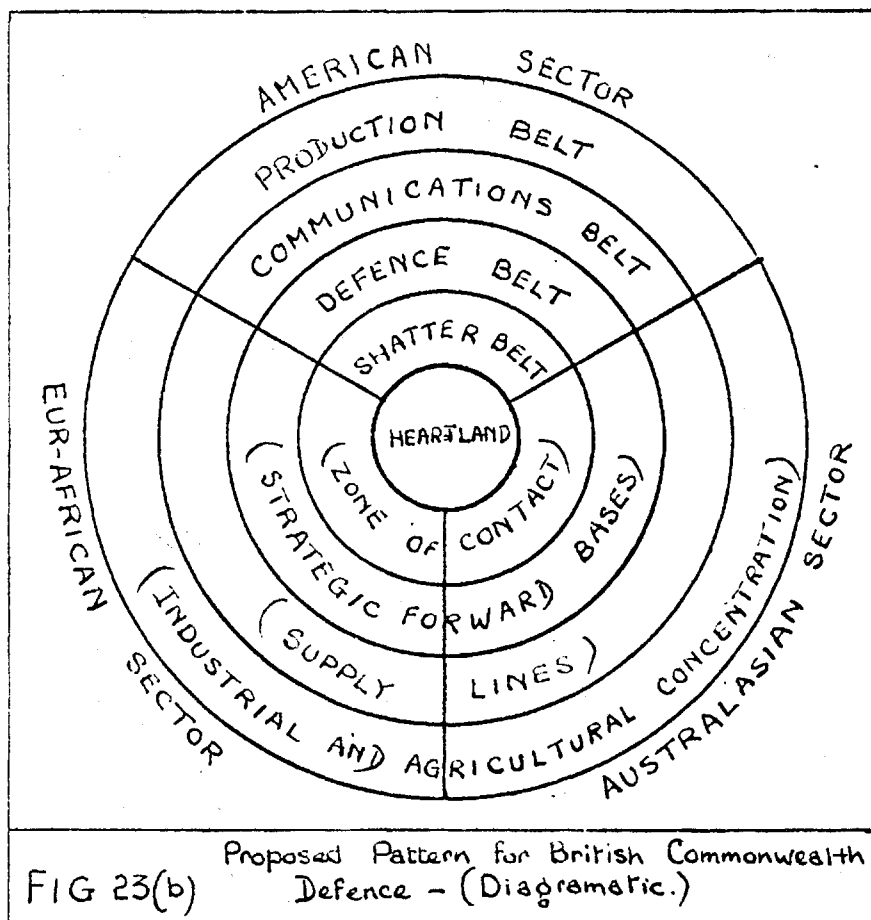 AMERICAN SECTOR
PRODUCTION BELT
COMMUNICATIONS BELT
DEFENCE BELT
SHATTER BELT
HEARTLAND
(ZONE OF CONTACT)
(STRATEGIC FORWARD BASES)
(SUPPLY LINES)
(INDUSTRIAL AND AGRICULTURAL CONCENTRATION)
EUR-AFRICAN SECTOR
AUSTRALASIAN SECTOR
Proposed Pattern for British Commonwealth
FIG 23(b) Defence - (Diagramatic.)